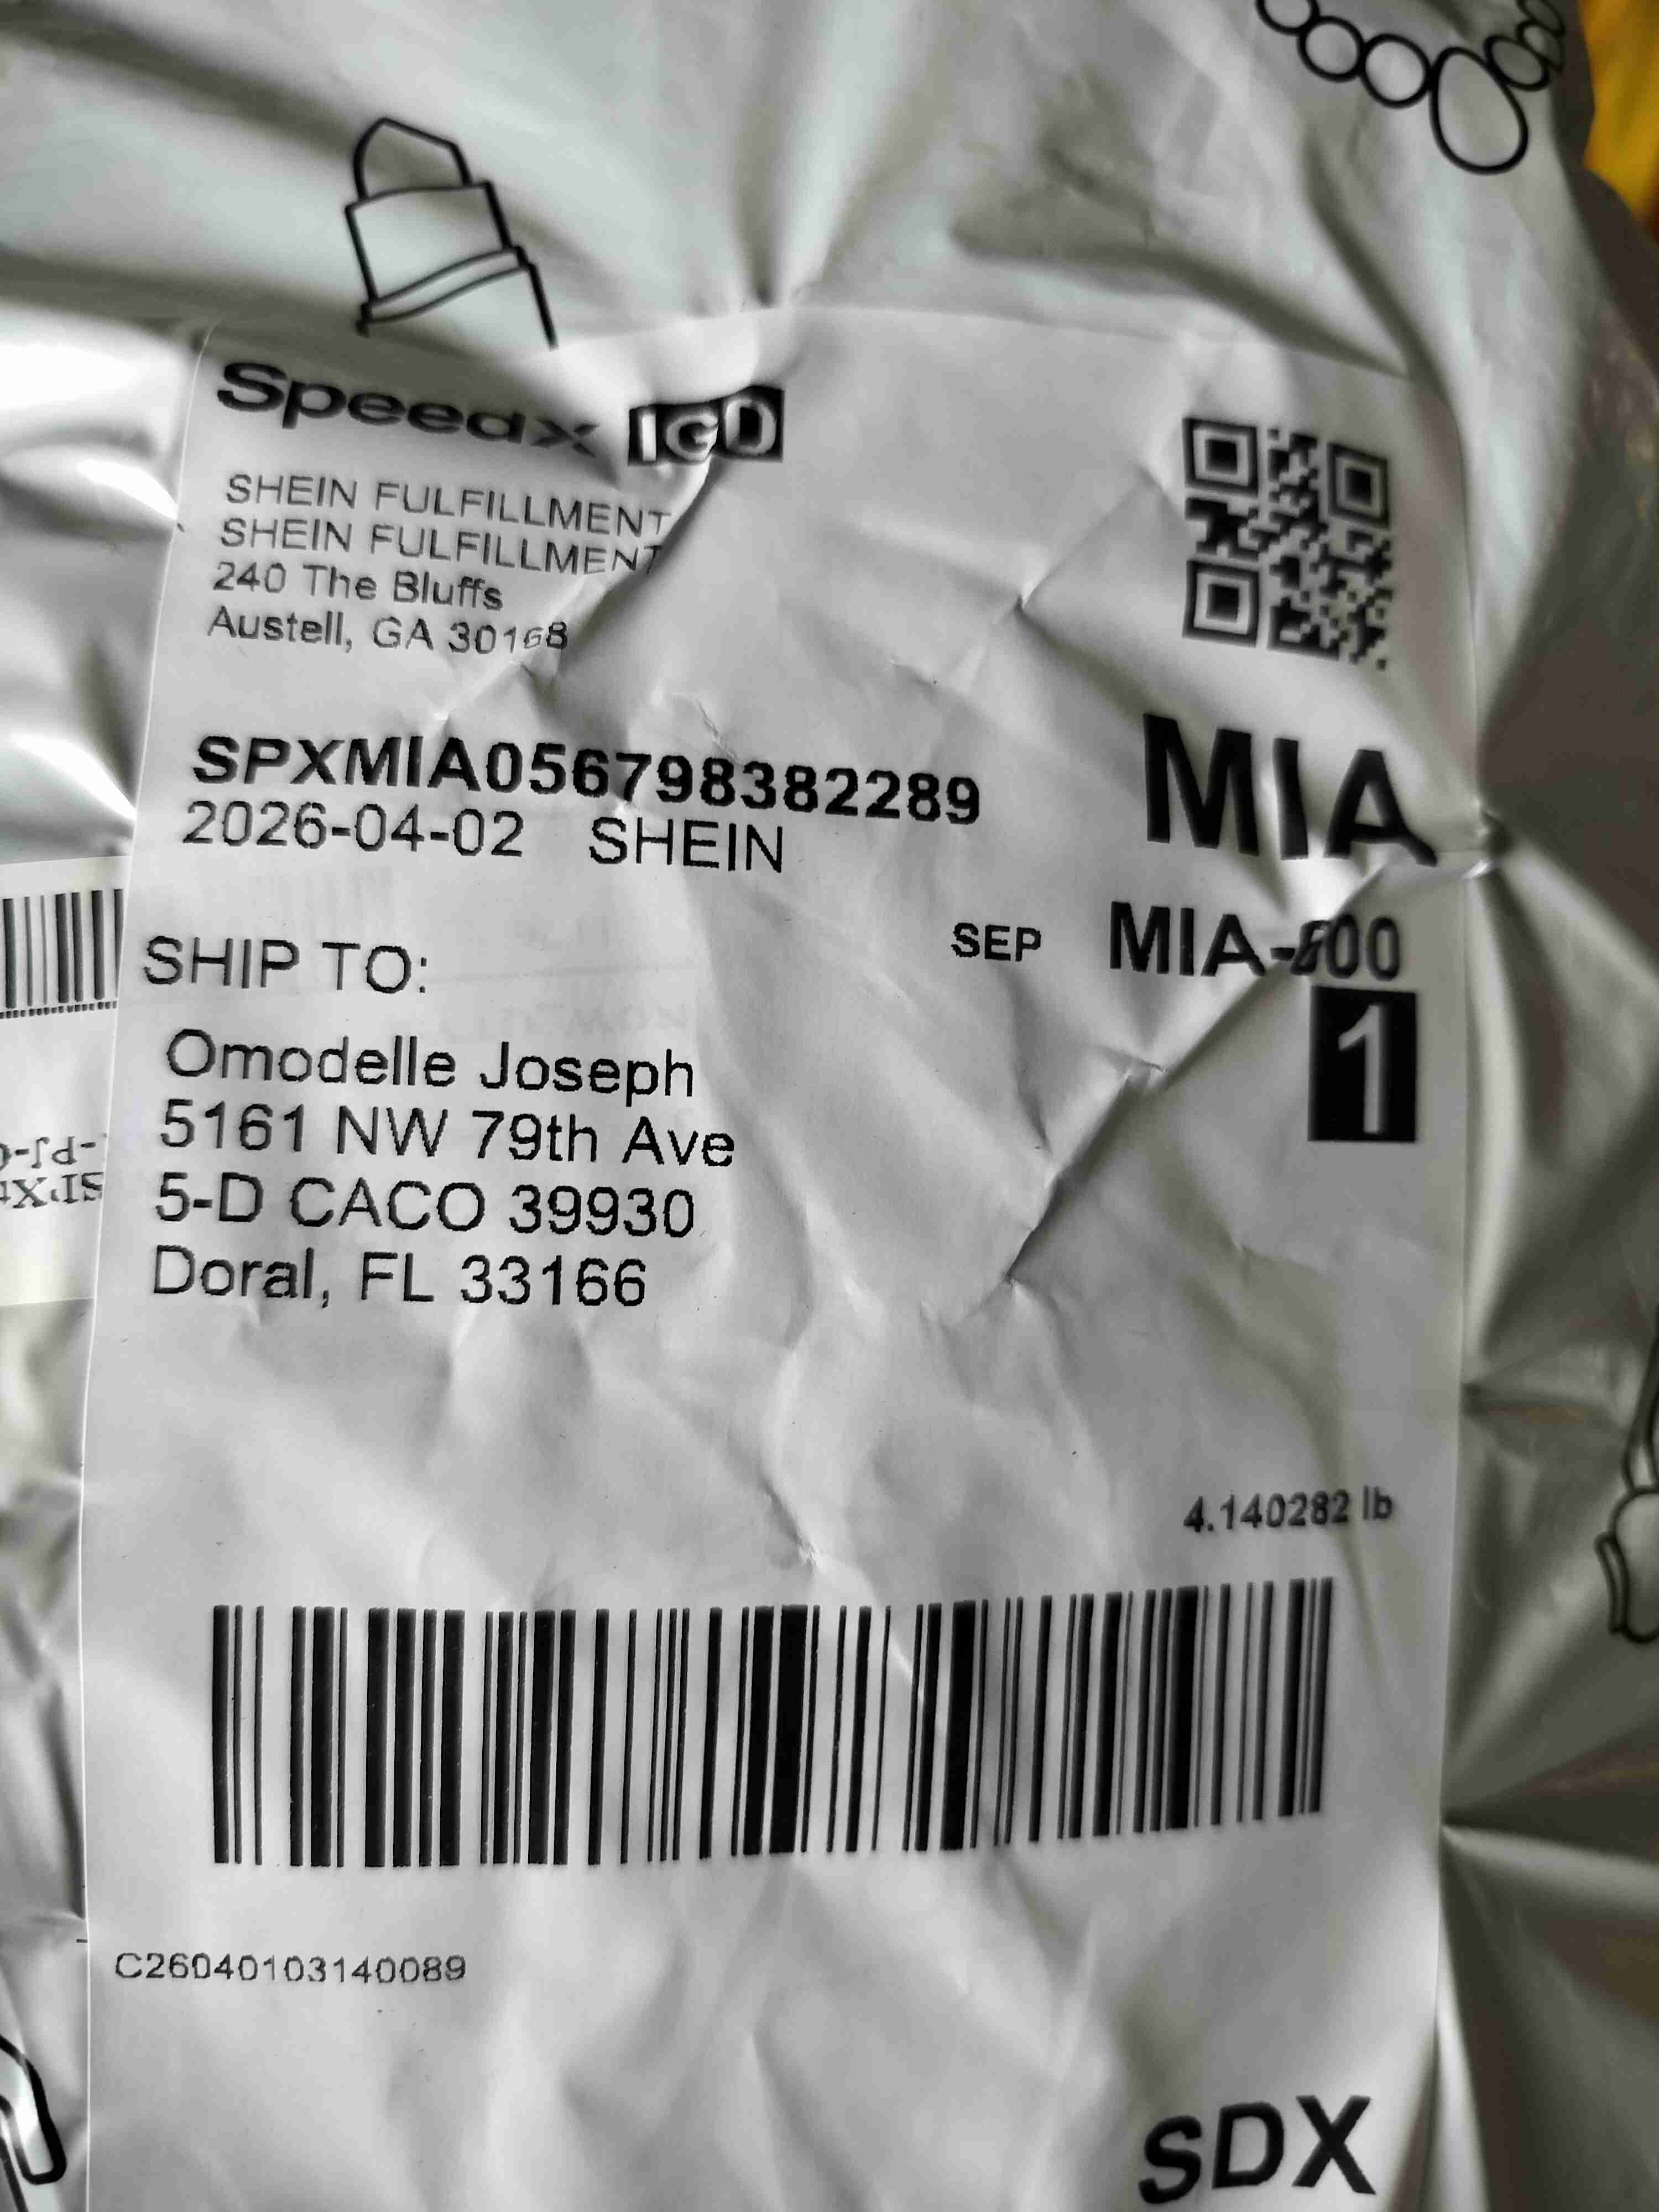 SpeedX IGD
SHEIN FULFILLMENT
SHEIN FULFILLMENT
240 The Bluffs
Austell, GA 30168
SPXMIA056798382289
2026-04-02 SHEIN
MIA
SEP
1
SHIP TO:
Omodelle Joseph
5161 NW 79th Ave
5-D CACO 39930
Doral, FL 33166
4.140282 lb
C26040103140089
SDX